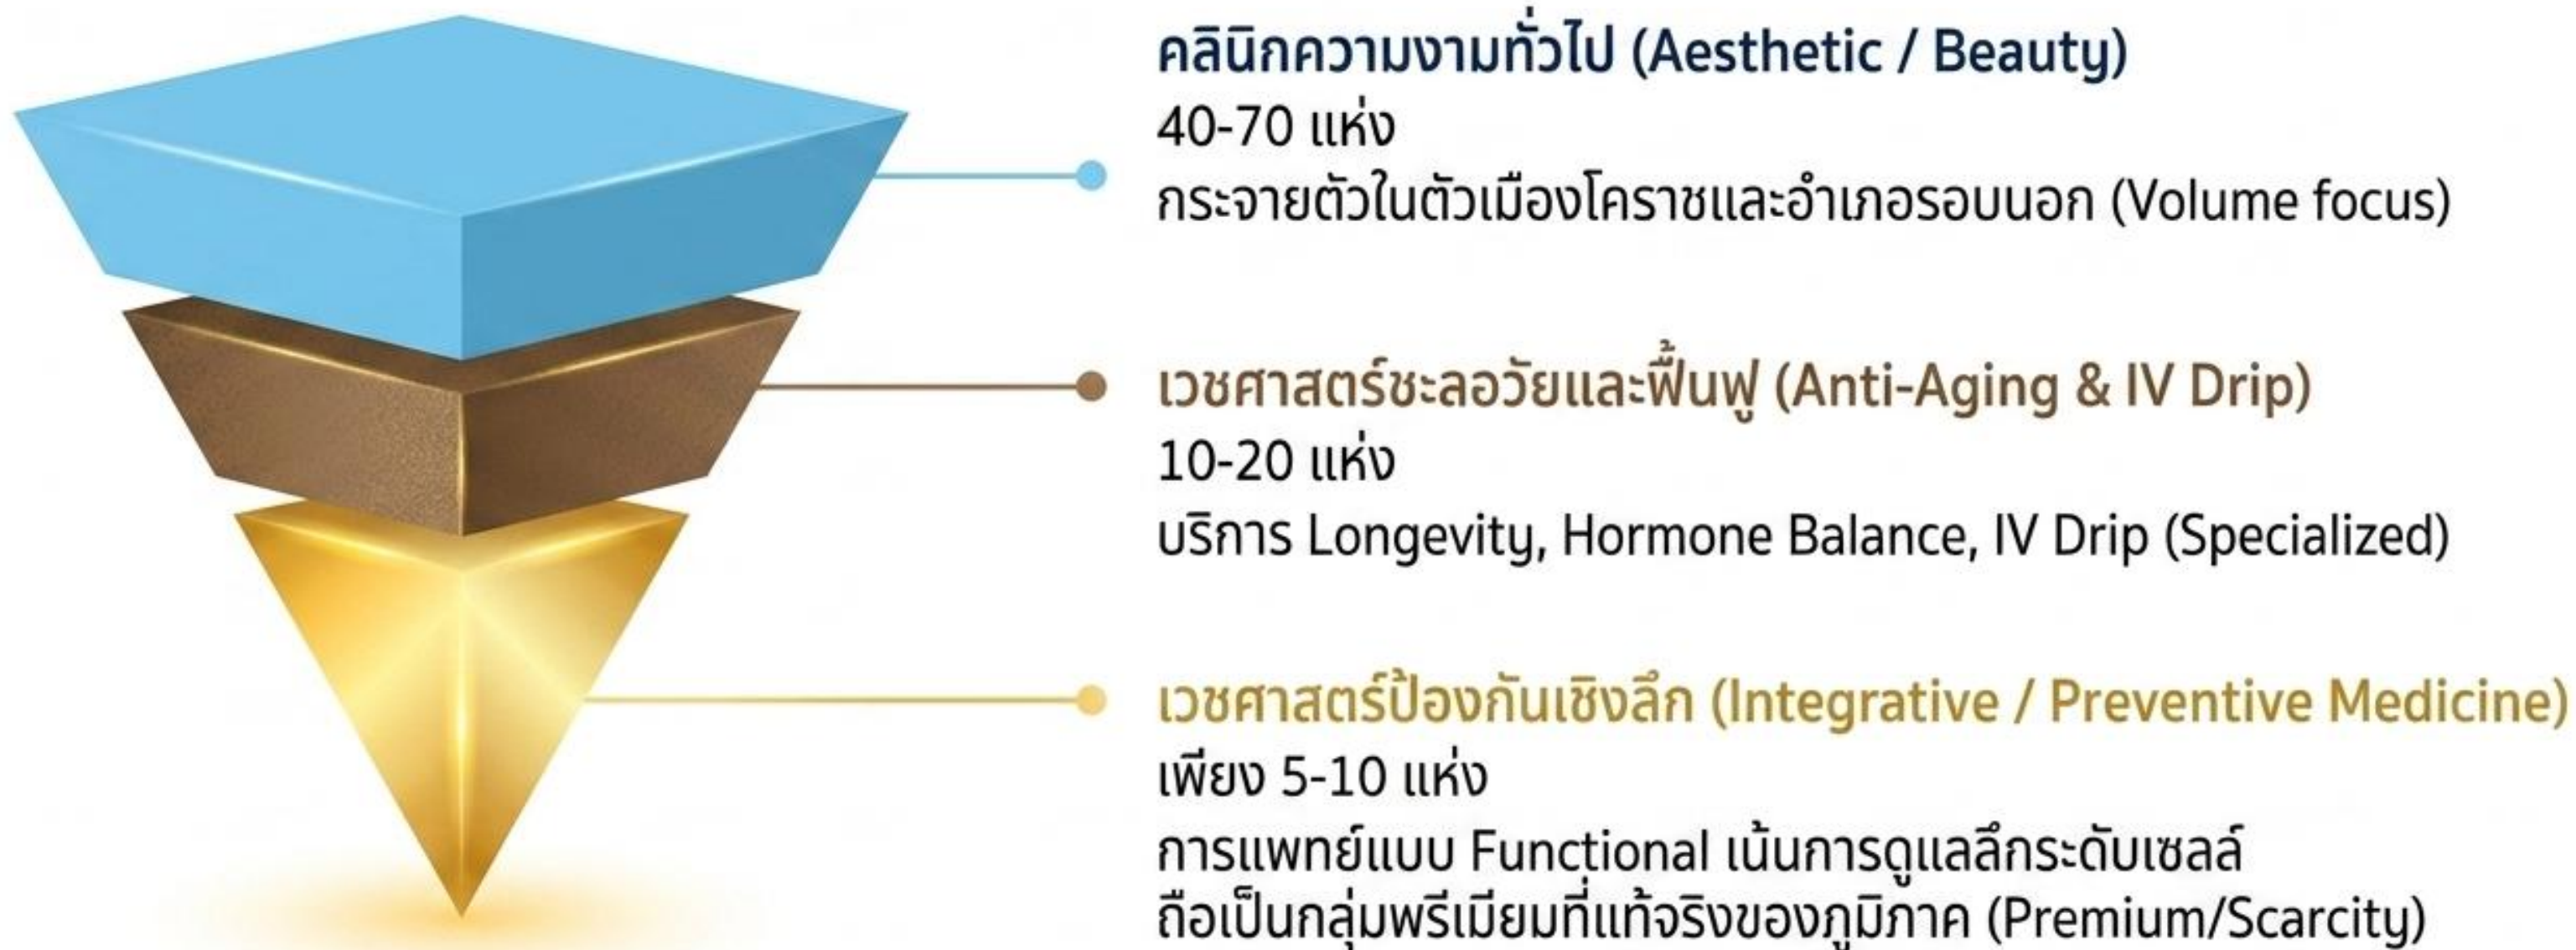 คลินิกความงามทั่วไป (Aesthetic / Beauty)
40-70 แห่ง
กระจายตัวในตัวเมืองโคราชและอำเภอรอบนอก (Volume focus)
เวชศาสตร์ชะลอวัยและฟื้นฟู (Anti-Aging & IV Drip)
10-20 แห่ง
บริการ Longevity, Hormone Balance, IV Drip (Specialized)
เวชศาสตร์ป้องกันเชิงลึก (Integrative / Preventive Medicine)
เพียง 5-10 แห่ง
การแพทย์แบบ Functional เน้นการดูแลลึกระดับเซลล์
ถือเป็นกลุ่มพรีเมียมที่แท้จริงของภูมิภาค (Premium/Scarcity)